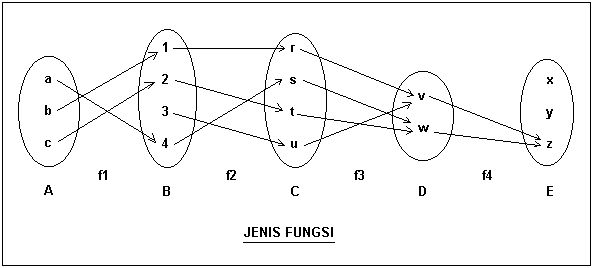 1 r
a 2 s v x
b 3 t w y
c 4 u z
f1 f2 f3 f4
A B C D E
JENIS FUNGSI